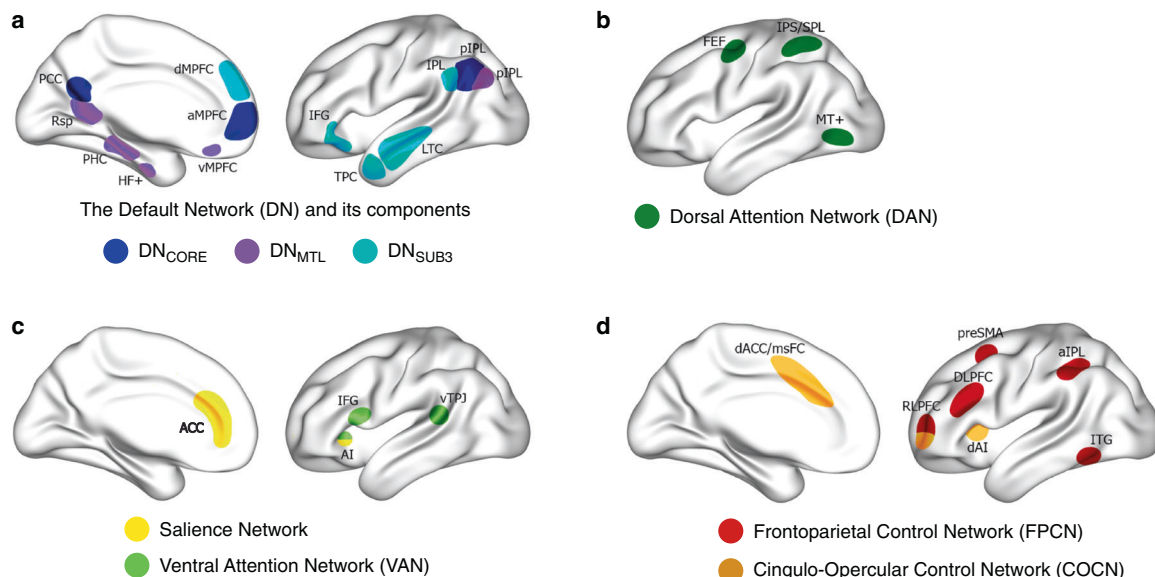 a
PCC
dMPFC
aMPFC
Rsp
PHC
HF+
vMPFC
pIPL
IPL
pIPL
IFG
LTC
TPC
The Default Network (DN) and its components
DNCORE
DNMTL
DNSUB3
b
FEF
IPS/SPL
MT+
Dorsal Attention Network (DAN)
c
ACC
IFG
vTPJ
AI
Salience Network
Ventral Attention Network (VAN)
d
dACC/msFC
preSMA
aIPL
DLPFC
RLPFC
dAI
ITG
Frontoparietal Control Network (FPCN)
Cingulo-Opercular Control Network (COCN)